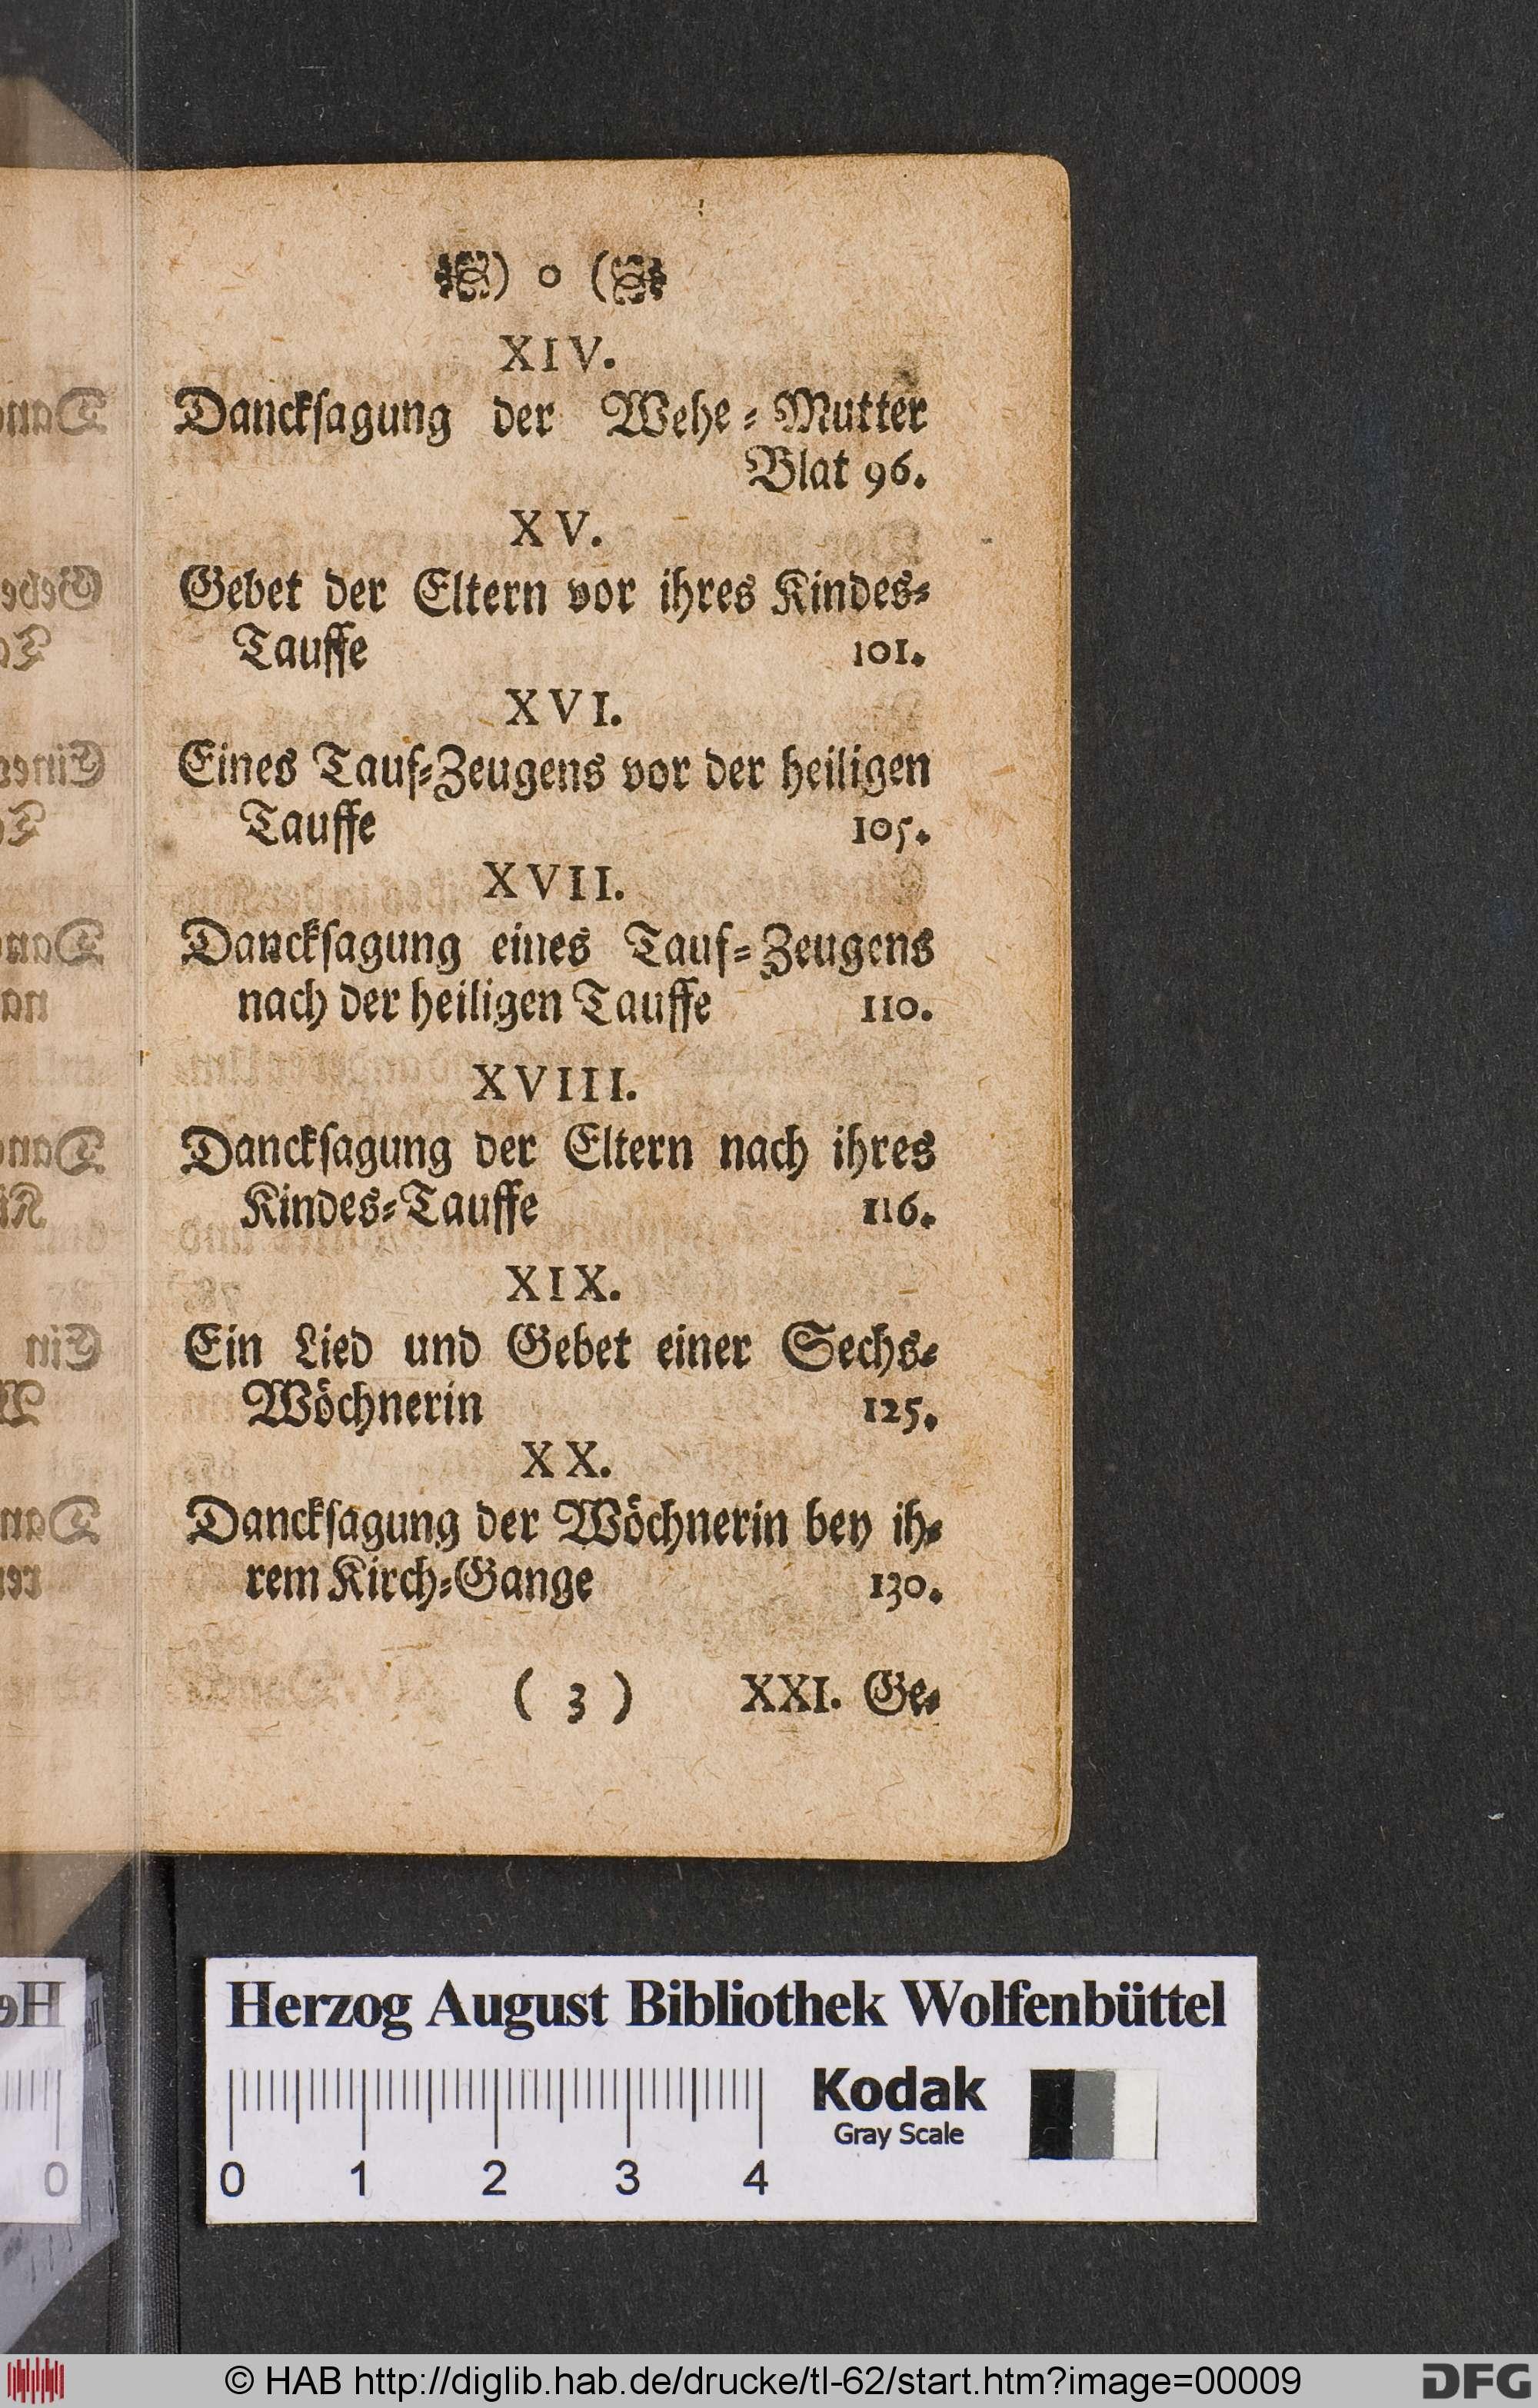 ) o (
XIV.
Danckſagung der Wehe-Mutter
Blat 96.
XV.
Gebet der Eltern vor ihres Kindes-
Tauffe 101.
XVI.
Eines Tauf-Zeugens vor der heiligen
Tauffe 105.
XVII.
Danckſagung eines Tauf-Zeugens
nach der heiligen Tauffe 110.
XVIII.
Danckſagung der Eltern nach ihres
Kindes-Tauffe 116.
XIX.
Ein Lied und Gebet einer Sechs-
Wöchnerin 125.
XX.
Danckſagung der Wöchnerin bey ih-
rem Kirch-Gange 130.
( 3 ) XXI. Ge-
Herzog August Bibliothek Wolfenbüttel
Kodak
Gray Scale
0 1 2 3 4
© HAB http://diglib.hab.de/drucke/tl-62/start.htm?image=00009
DFG